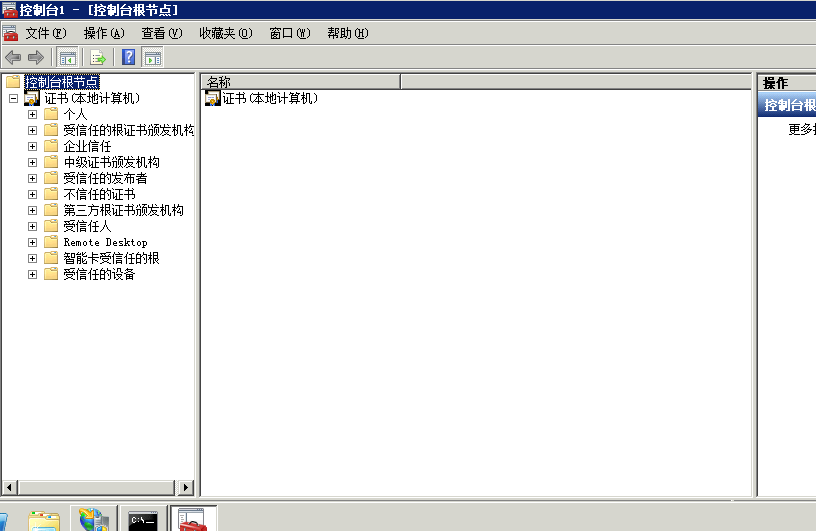 控制台1 - [控制台根节点]
文件(F) 操作(A) 查看(V) 收藏夹(O) 窗口(W) 帮助(H)
控制台根节点
证书(本地计算机)
个人
受信任的根证书颁发机构
企业信任
中级证书颁发机构
受信任的发布者
不信任的证书
第三方根证书颁发机构
受信任人
Remote Desktop
智能卡受信任的根
受信任的设备
名称
证书(本地计算机)
操作
控制台根
更多
C:\